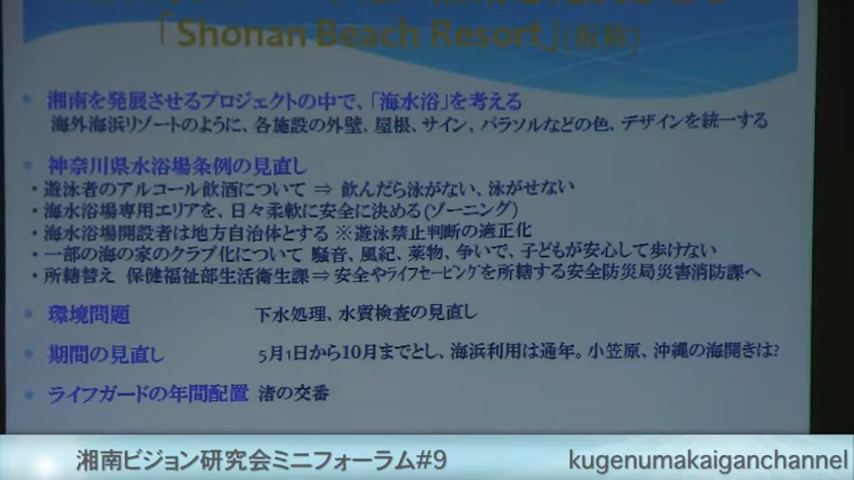 「Shonan Beach Resort」(仮称)
• 湘南を発展させるプロジェクトの中で、「海水浴」を考える
海外海浜リゾートのように、各施設の外壁、屋根、サイン、パラソルなどの色、デザインを統一する
• 神奈川県水浴場条例の見直し
・遊泳者のアルコール飲酒について ⇒ 飲んだら泳がない、泳がせない
・海水浴場専用エリアを、日々柔軟に安全に決める(ゾーニング)
・海水浴場開設者は地方自治体とする ※遊泳禁止判断の適正化
・一部の海の家のクラブ化について 騒音、風紀、薬物、争いで、子どもが安心して歩けない
・所轄替え 保健福祉部生活衛生課⇒安全やライフセービングを所轄する安全防災局災害消防課へ
• 環境問題 下水処理、水質検査の見直し
• 期間の見直し 5月1日から10月までとし、海浜利用は通年。小笠原、沖縄の海開きは?
• ライフガードの年間配置 渚の交番
湘南ビジョン研究会ミニフォーラム#9 kugenumakaiganchannel